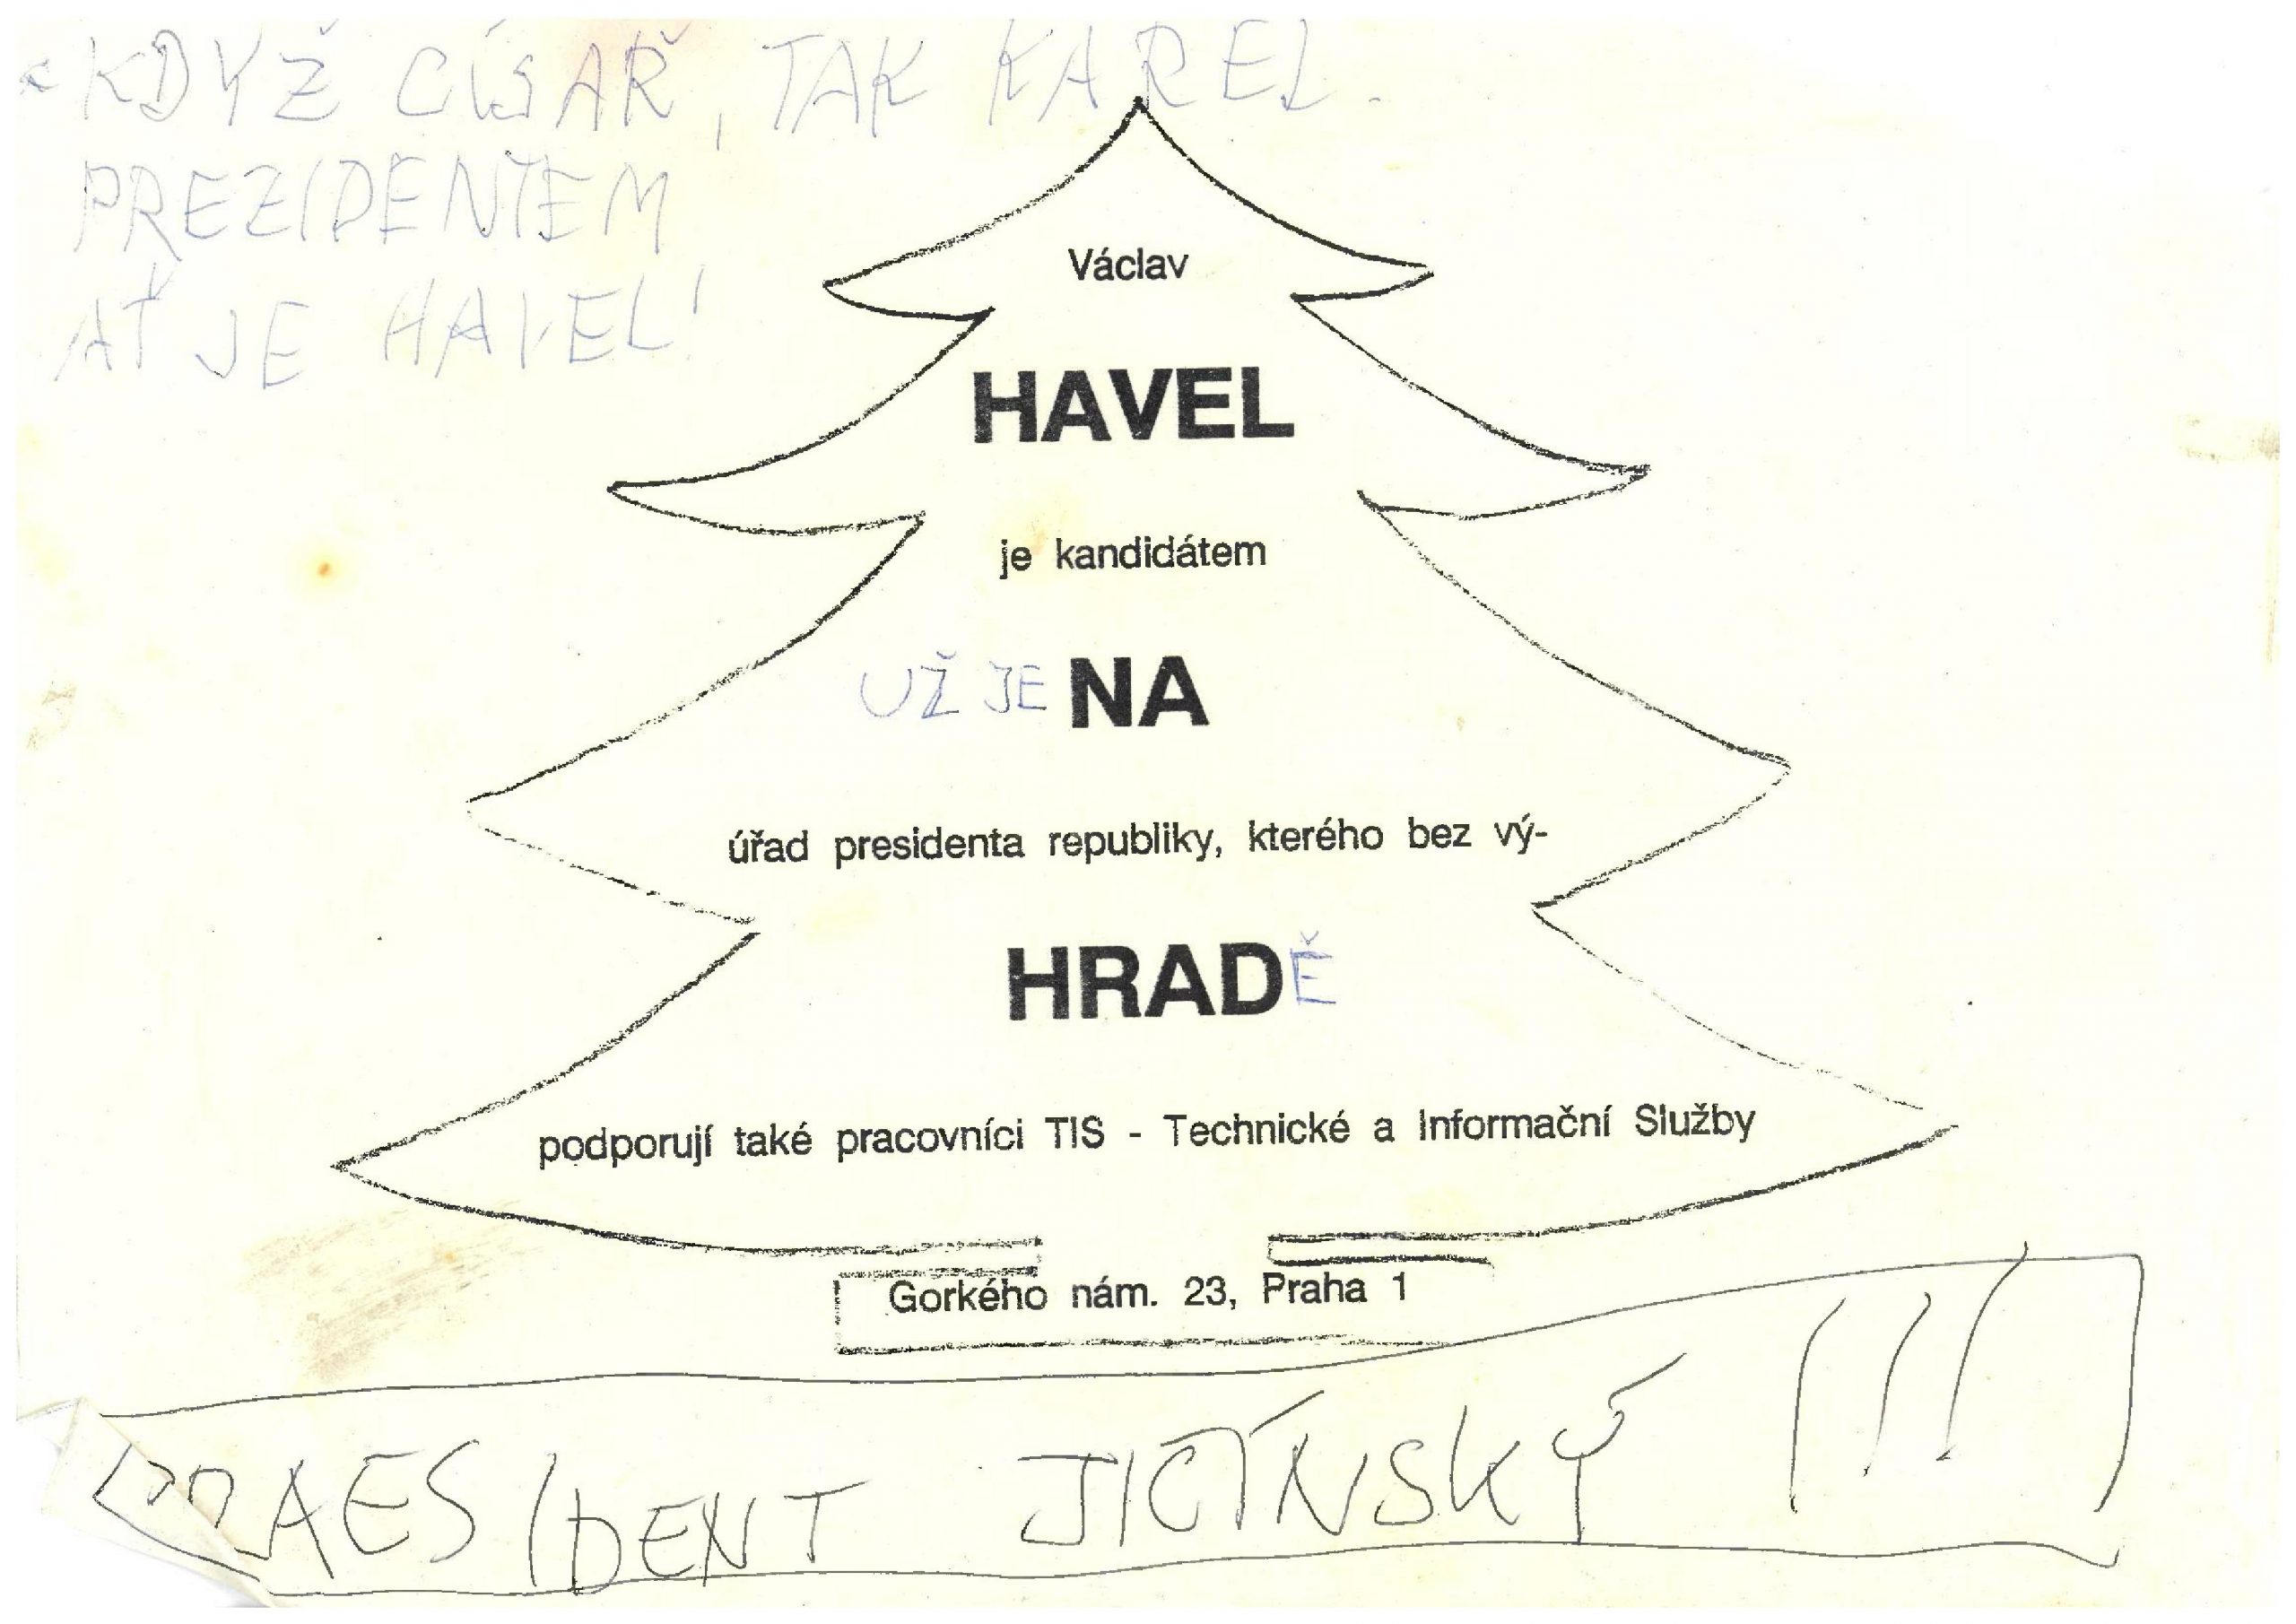 KDYŽ CÍSAŘ, TAK KAREL.
PREZIDENTEM
AŤ JE HAVEL!
Václav
HAVEL
je kandidátem
UŽ JE NA
úřad presidenta republiky, kterého bez vý-
HRADĚ
podporují také pracovníci TIS - Technické a Informační Služby
Gorkého nám. 23, Praha 1
PRAESIDENT JIČÍNSKÝ !!!